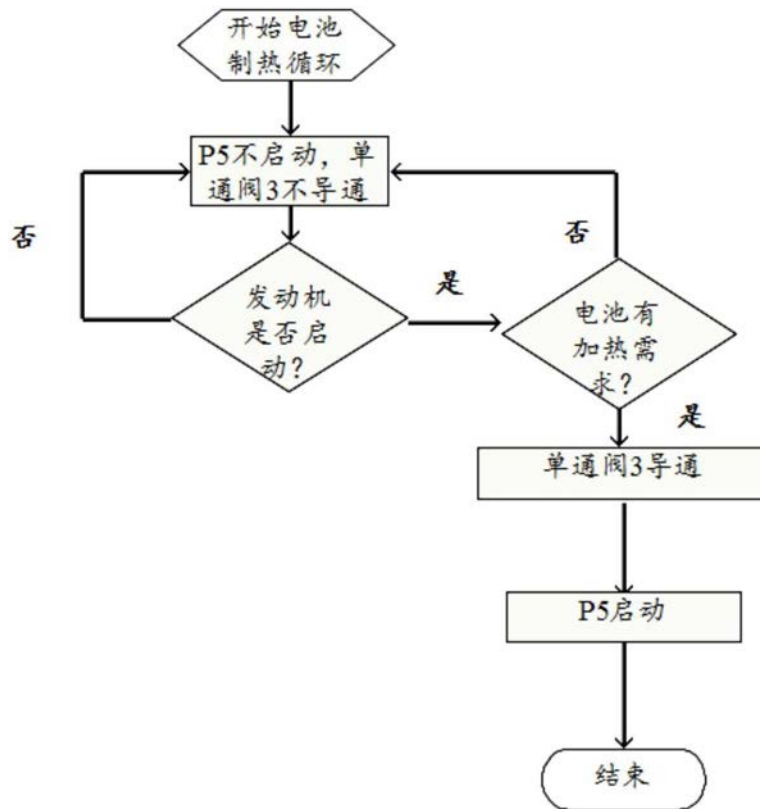 开始电池
制热循环
P5不启动，单
通阀3不导通
否
发动机
是否启
动？
是
否
电池有
加热需
求？
是
单通阀3导通
P5启动
结束